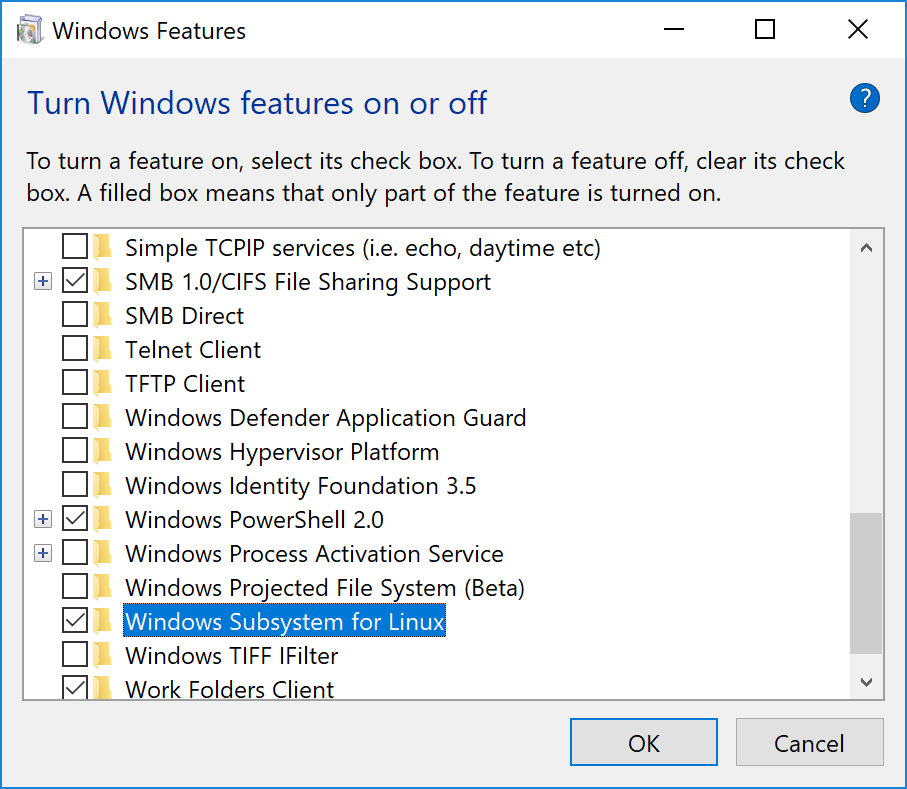 Windows Features
Turn Windows features on or off
?
To turn a feature on, select its check box. To turn a feature off, clear its check
box. A filled box means that only part of the feature is turned on.
Simple TCPIP services (i.e. echo, daytime etc)
SMB 1.0/CIFS File Sharing Support
SMB Direct
Telnet Client
TFTP Client
Windows Defender Application Guard
Windows Hypervisor Platform
Windows Identity Foundation 3.5
Windows PowerShell 2.0
Windows Process Activation Service
Windows Projected File System (Beta)
Windows Subsystem for Linux
Windows TIFF IFilter
Work Folders Client
OK
Cancel